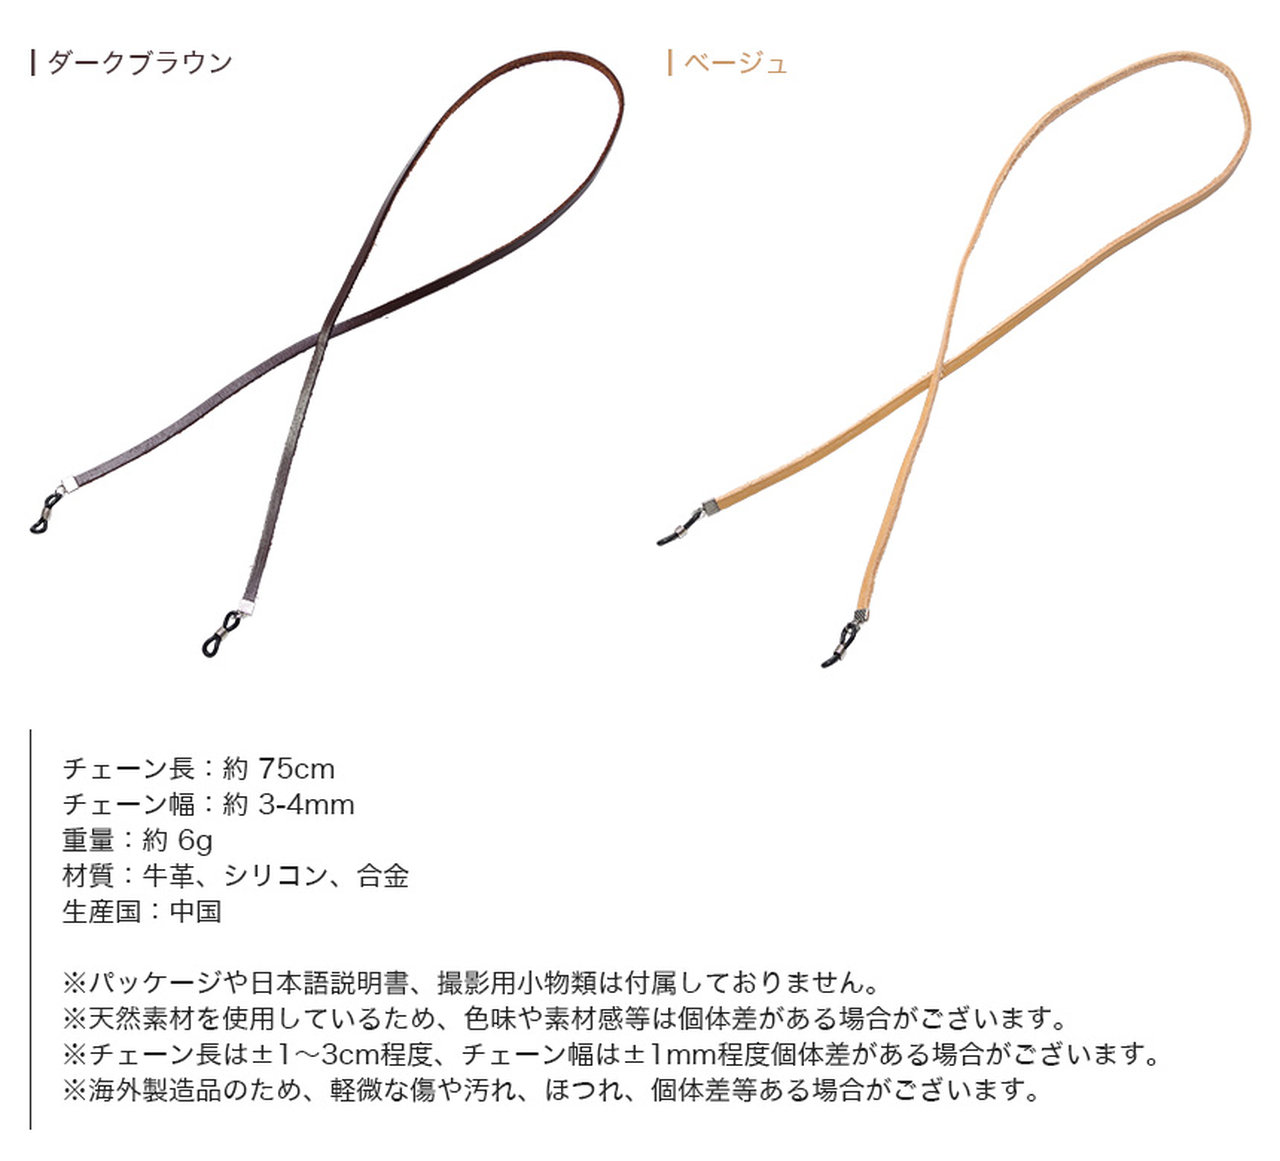 ダークブラウン
ベージュ
チェーン長：約 75cm
チェーン幅：約 3-4mm
重量：約 6g
材質：牛革、シリコン、合金
生産国：中国
※パッケージや日本語説明書、撮影用小物類は付属しておりません。
※天然素材を使用しているため、色味や素材感等は個体差がある場合がございます。
※チェーン長は±1～3cm程度、チェーン幅は±1mm程度個体差がある場合がございます。
※海外製造品のため、軽微な傷や汚れ、ほつれ、個体差等ある場合がございます。